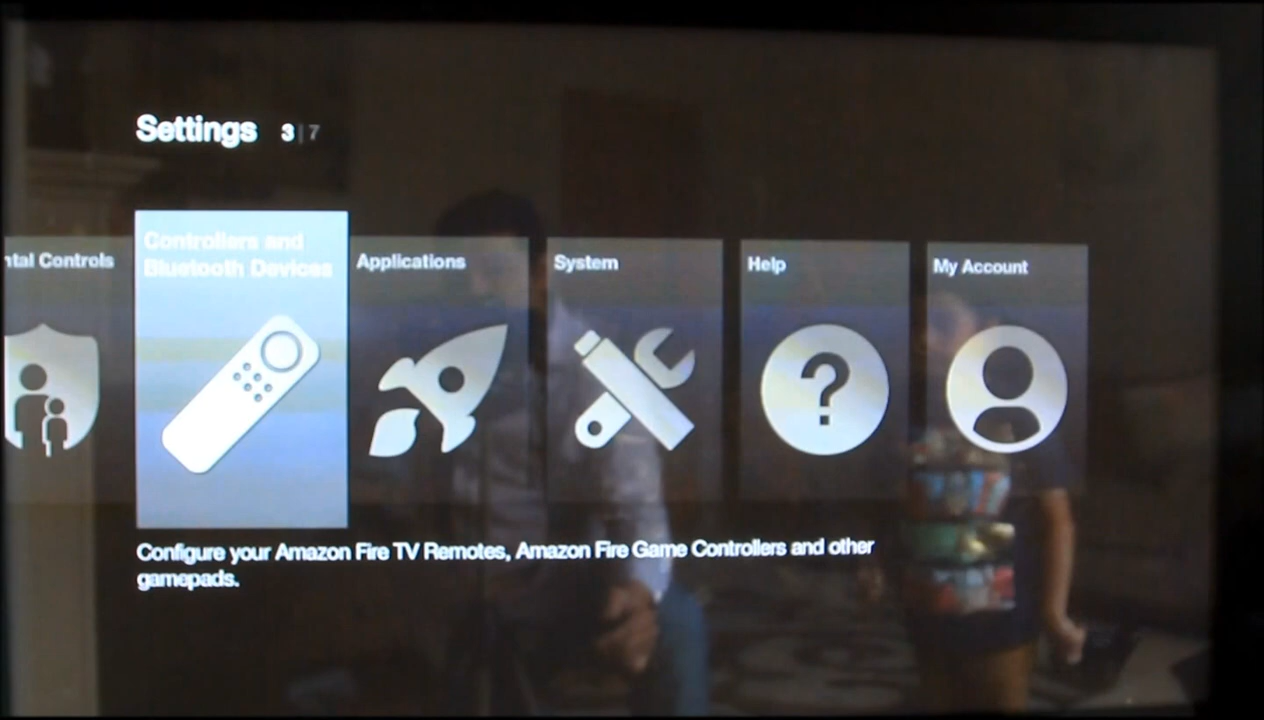 Settings 3|7
ntal Controls
Controllers and
Bluetooth Devices
Applications
System
Help
My Account
Configure your Amazon Fire TV Remotes, Amazon Fire Game Controllers and other
gamepads.